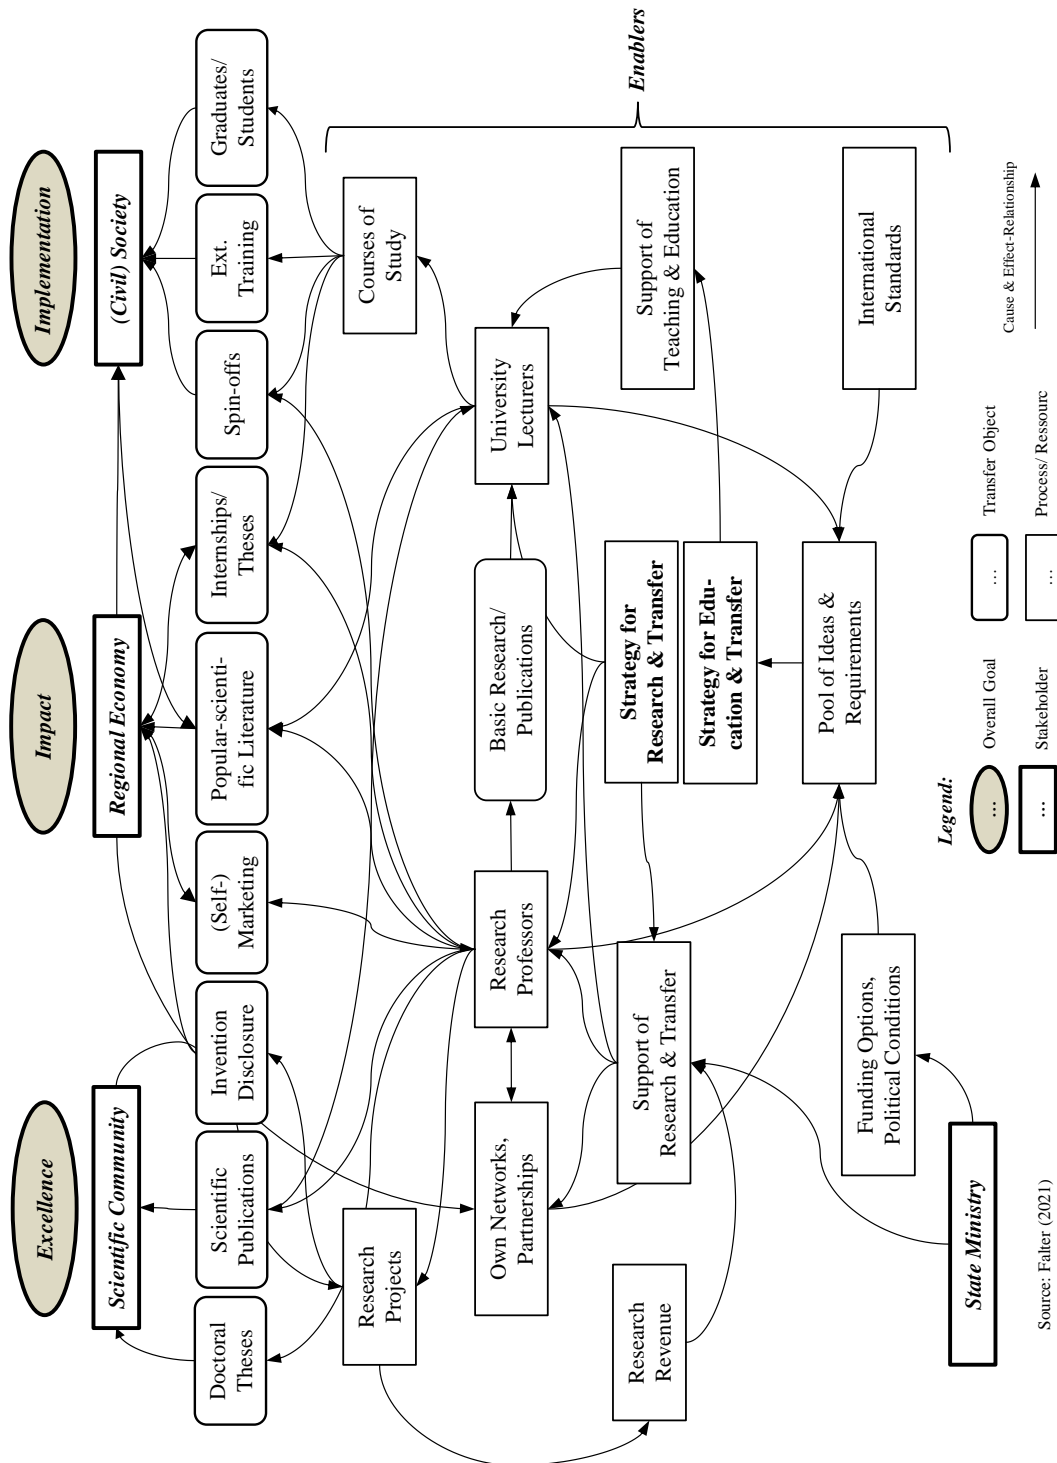 Excellence
Impact
Implementation
Scientific Community
Regional Economy
(Civil) Society
Doctoral
Theses
Scientific
Publications
Invention
Disclosure
(Self-)
Marketing
Popular-scienti-
fic Literature
Internships/
Theses
Spin-offs
Ext.
Training
Graduates/
Students
Research
Projects
Courses of
Study
Own Networks,
Partnerships
Research
Professors
Basic Research/
Publications
University
Lecturers
Enablers
Research
Revenue
Support of
Research & Transfer
Strategy for
Research & Transfer
Strategy for Edu-
cation & Transfer
Support of
Teaching & Education
Funding Options,
Political Conditions
Pool of Ideas &
Requirements
International
Standards
State Ministry
Legend:
...
Overall Goal
...
Transfer Object
Cause & Effect-Relationship
...
Stakeholder
...
Process/ Ressourc
Source: Falter (2021)